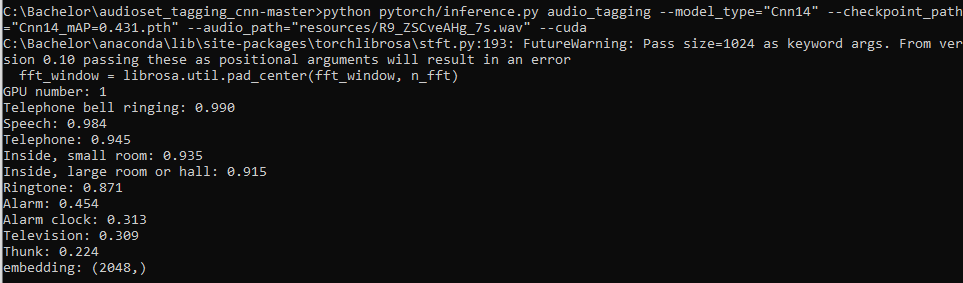 C:\Bachelor\audioset_tagging_cnn-master>python pytorch/inference.py audio_tagging --model_type="Cnn14" --checkpoint_path
="Cnn14_mAP=0.431.pth" --audio_path="resources/R9_ZSCveAHg_7s.wav" --cuda
C:\Bachelor\anaconda\lib\site-packages\torchlibrosa\stft.py:193: FutureWarning: Pass size=1024 as keyword args. From ver
sion 0.10 passing these as positional arguments will result in an error
  fft_window = librosa.util.pad_center(fft_window, n_fft)
GPU number: 1
Telephone bell ringing: 0.990
Speech: 0.984
Telephone: 0.945
Inside, small room: 0.935
Inside, large room or hall: 0.915
Ringtone: 0.871
Alarm: 0.454
Alarm clock: 0.313
Television: 0.309
Thunk: 0.224
embedding: (2048,)